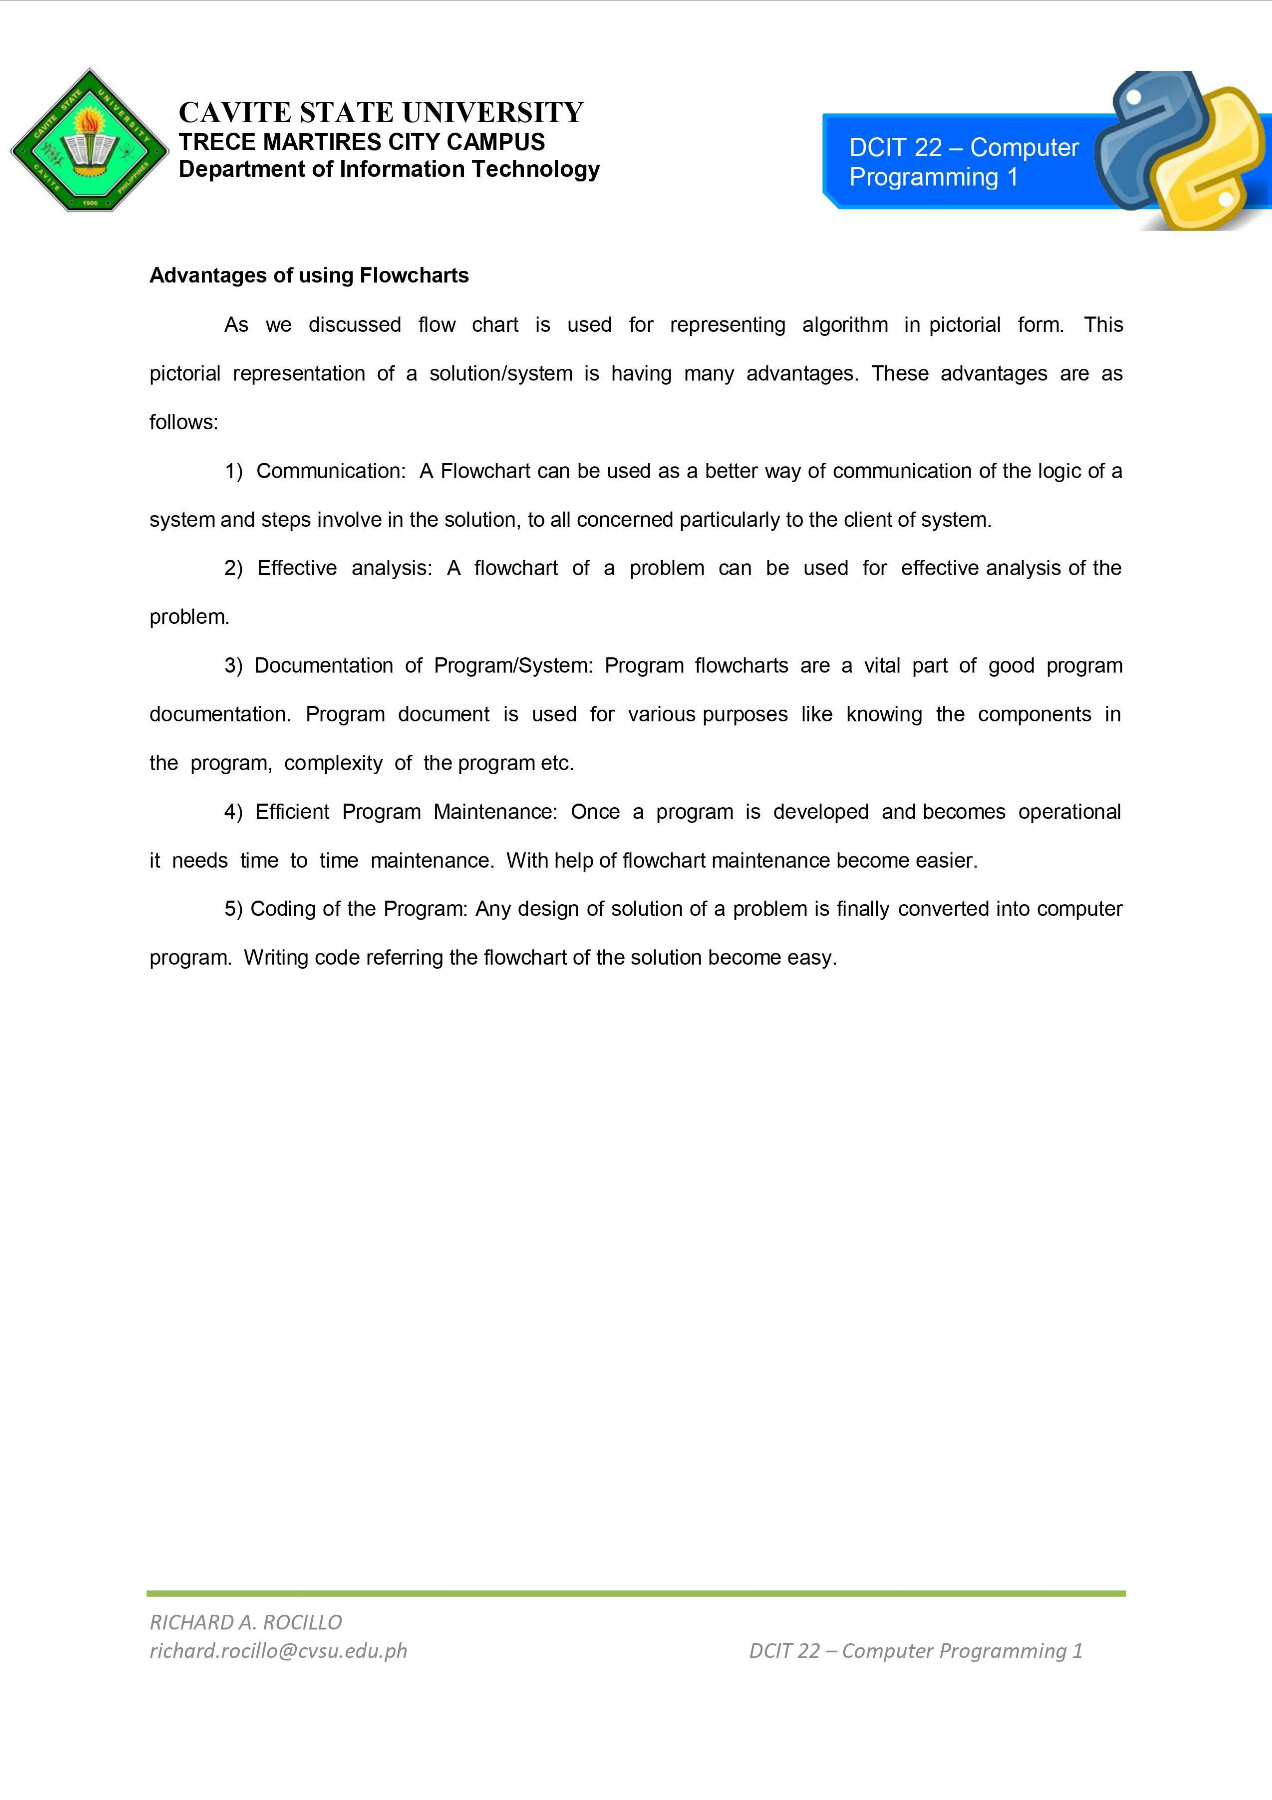 CAVITE STATE UNIVERSITY
TRECE MARTIRES CITY CAMPUS
Department of Information Technology
CAVITE STATE UNIVERSITY
CAVITE
PHILIPPINES
1906
DCIT 22 – Computer
Programming 1
Advantages of using Flowcharts
As we discussed flow chart is used for representing algorithm in pictorial form. This
pictorial representation of a solution/system is having many advantages. These advantages are as
follows:
1) Communication: A Flowchart can be used as a better way of communication of the logic of a
system and steps involve in the solution, to all concerned particularly to the client of system.
2) Effective analysis: A flowchart of a problem can be used for effective analysis of the
problem.
3) Documentation of Program/System: Program flowcharts are a vital part of good program
documentation. Program document is used for various purposes like knowing the components in
the program, complexity of the program etc.
4) Efficient Program Maintenance: Once a program is developed and becomes operational
it needs time to time maintenance. With help of flowchart maintenance become easier.
5) Coding of the Program: Any design of solution of a problem is finally converted into computer
program. Writing code referring the flowchart of the solution become easy.
RICHARD A. ROCILLO
richard.rocillo@cvsu.edu.ph DCIT 22 – Computer Programming 1